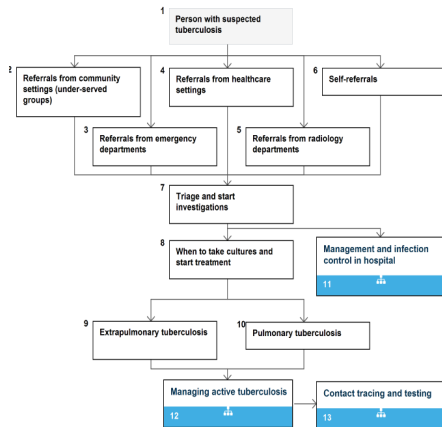 1
Person with suspected
tuberculosis
2
Referrals from community
settings (under-served
groups)
4
Referrals from healthcare
settings
6
Self-referrals
3
Referrals from emergency
departments
5
Referrals from radiology
departments
7
Triage and start
investigations
8
When to take cultures and
start treatment
Management and infection
control in hospital
11
9
Extrapulmonary tuberculosis
10
Pulmonary tuberculosis
Managing active tuberculosis
12
Contact tracing and testing
13